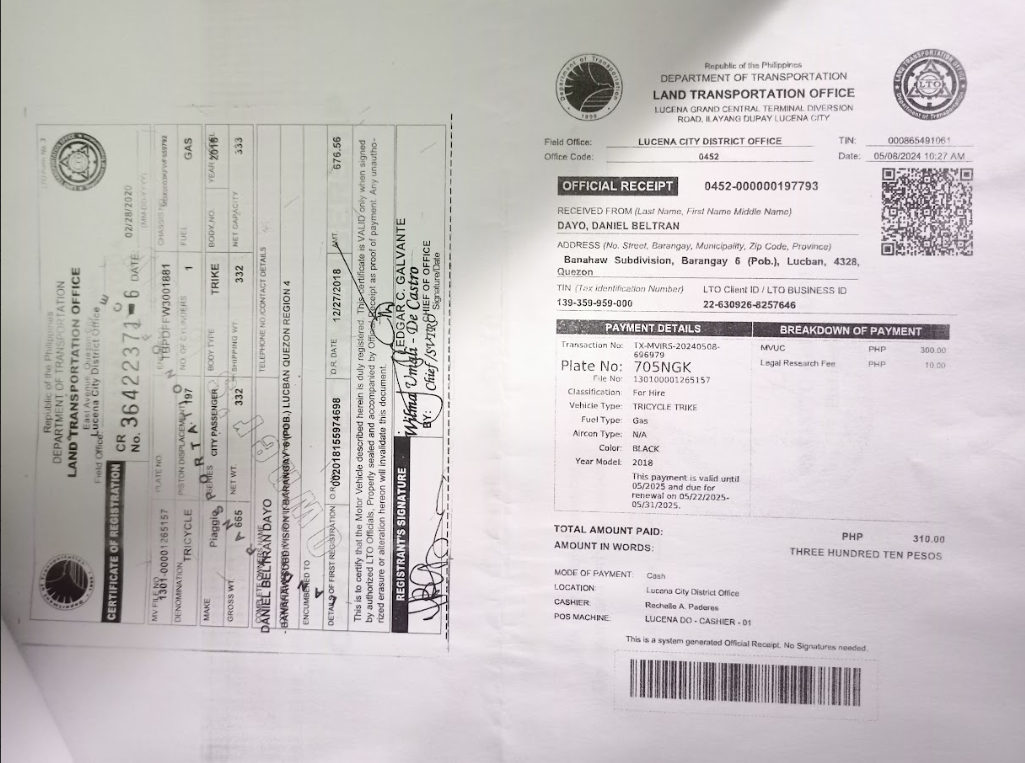 Republic of the Philippines
DEPARTMENT OF TRANSPORTATION
LAND TRANSPORTATION OFFICE
East Avenue, Quezon
Field Office Lucena City District Office
CERTIFICATE OF REGISTRATION
CR No. 36422371-6 DATE 02/28/2020
MV FILE NO. PLATE NO. CHASSIS
1301-00001265157
DENOMINATION PISTON DISPLACEMENT NO. OF CYLINDERS FUEL
TRICYCLE 197 1 GAS
MAKE SERIES BODY TYPE BODY NO. YEAR
Piaggio CITY PASSENGER TRIKE
GROSS WT. NET WT. SHIPPING WT. NET CAPACITY
665 332 332 333
TELEPHONE NO./CONTACT DETAILS
DANIEL BELTRAN DAYO
BARANGAY 6 (POB.) LUCBAN QUEZON REGION 4
ENCUMBERED TO
DETAILS OF FIRST REGISTRATION O.R. O.R. DATE AMT.
002018155974698 12/27/2018 676.56
This is to certify that the Motor Vehicle described herein is duly registered. This certificate is VALID only when signed
by authorized LTO Officials, Properly sealed and accompanied by Official Receipt as proof of payment. Any unautho-
rized erasure or alteration hereon will invalidate this document.
REGISTRANT'S SIGNATURE
EDGAR C. GALVANTE
Wilma Umali - De Castro
CHIEF OF OFFICE
BY: Chief
Signature/Date
Republic of the Philippines
DEPARTMENT OF TRANSPORTATION
LAND TRANSPORTATION OFFICE
LUCENA GRAND CENTRAL TERMINAL DIVERSION
ROAD, ILAYANG DUPAY LUCENA CITY
Field Office: LUCENA CITY DISTRICT OFFICE TIN: 000865491061
Office Code: 0452 Date: 05/08/2024 10:27 AM
OFFICIAL RECEIPT 0452-000000197793
RECEIVED FROM (Last Name, First Name Middle Name)
DAYO, DANIEL BELTRAN
ADDRESS (No. Street, Barangay, Municipality, Zip Code, Province)
Banahaw Subdivision, Barangay 6 (Pob.), Lucban, 4328,
Quezon
TIN (Tax Identification Number) LTO Client ID / LTO BUSINESS ID
139-359-959-000 22-630926-8257646
PAYMENT DETAILS BREAKDOWN OF PAYMENT
Transaction No: TX-MVIRS-20240508-
696979
MVUC PHP 300.00
Legal Research Fee PHP 10.00
Plate No: 705NGK
File No: 130100001265157
Classification: For Hire
Vehicle Type: TRICYCLE TRIKE
Fuel Type: Gas
Aircon Type: N/A
Color: BLACK
Year Model: 2018
This payment is valid until
05/2025 and due for
renewal on 05/22/2025-
05/31/2025.
TOTAL AMOUNT PAID: PHP 310.00
AMOUNT IN WORDS: THREE HUNDRED TEN PESOS
MODE OF PAYMENT: Cash
LOCATION: Lucena City District Office
CASHIER: Rechelle A. Paderes
POS MACHINE: LUCENA DO - CASHIER - 01
This is a system generated Official Receipt. No Signatures needed.